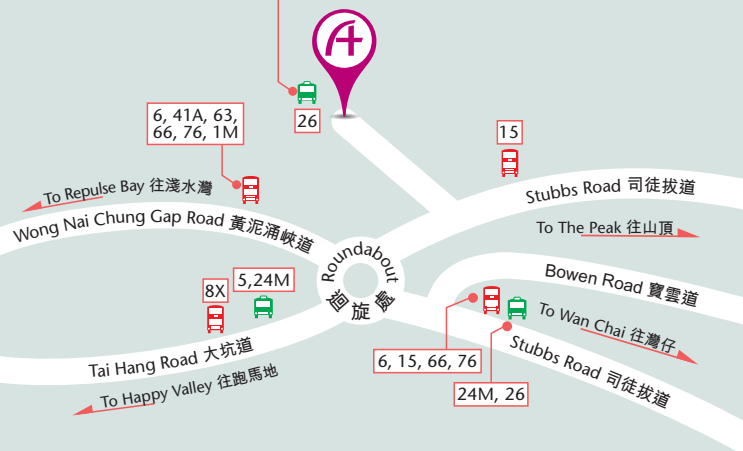 26
6, 41A, 63,
66, 76, 1M
15
To Repulse Bay 往淺水灣
Wong Nai Chung Gap Road 黃泥涌峽道
Stubbs Road 司徒拔道
To The Peak 往山頂
Roundabout
迴旋處
Bowen Road 寶雲道
8X
5,24M
To Wan Chai 往灣仔
Stubbs Road 司徒拔道
6, 15, 66, 76
24M, 26
Tai Hang Road 大坑道
To Happy Valley 往跑馬地